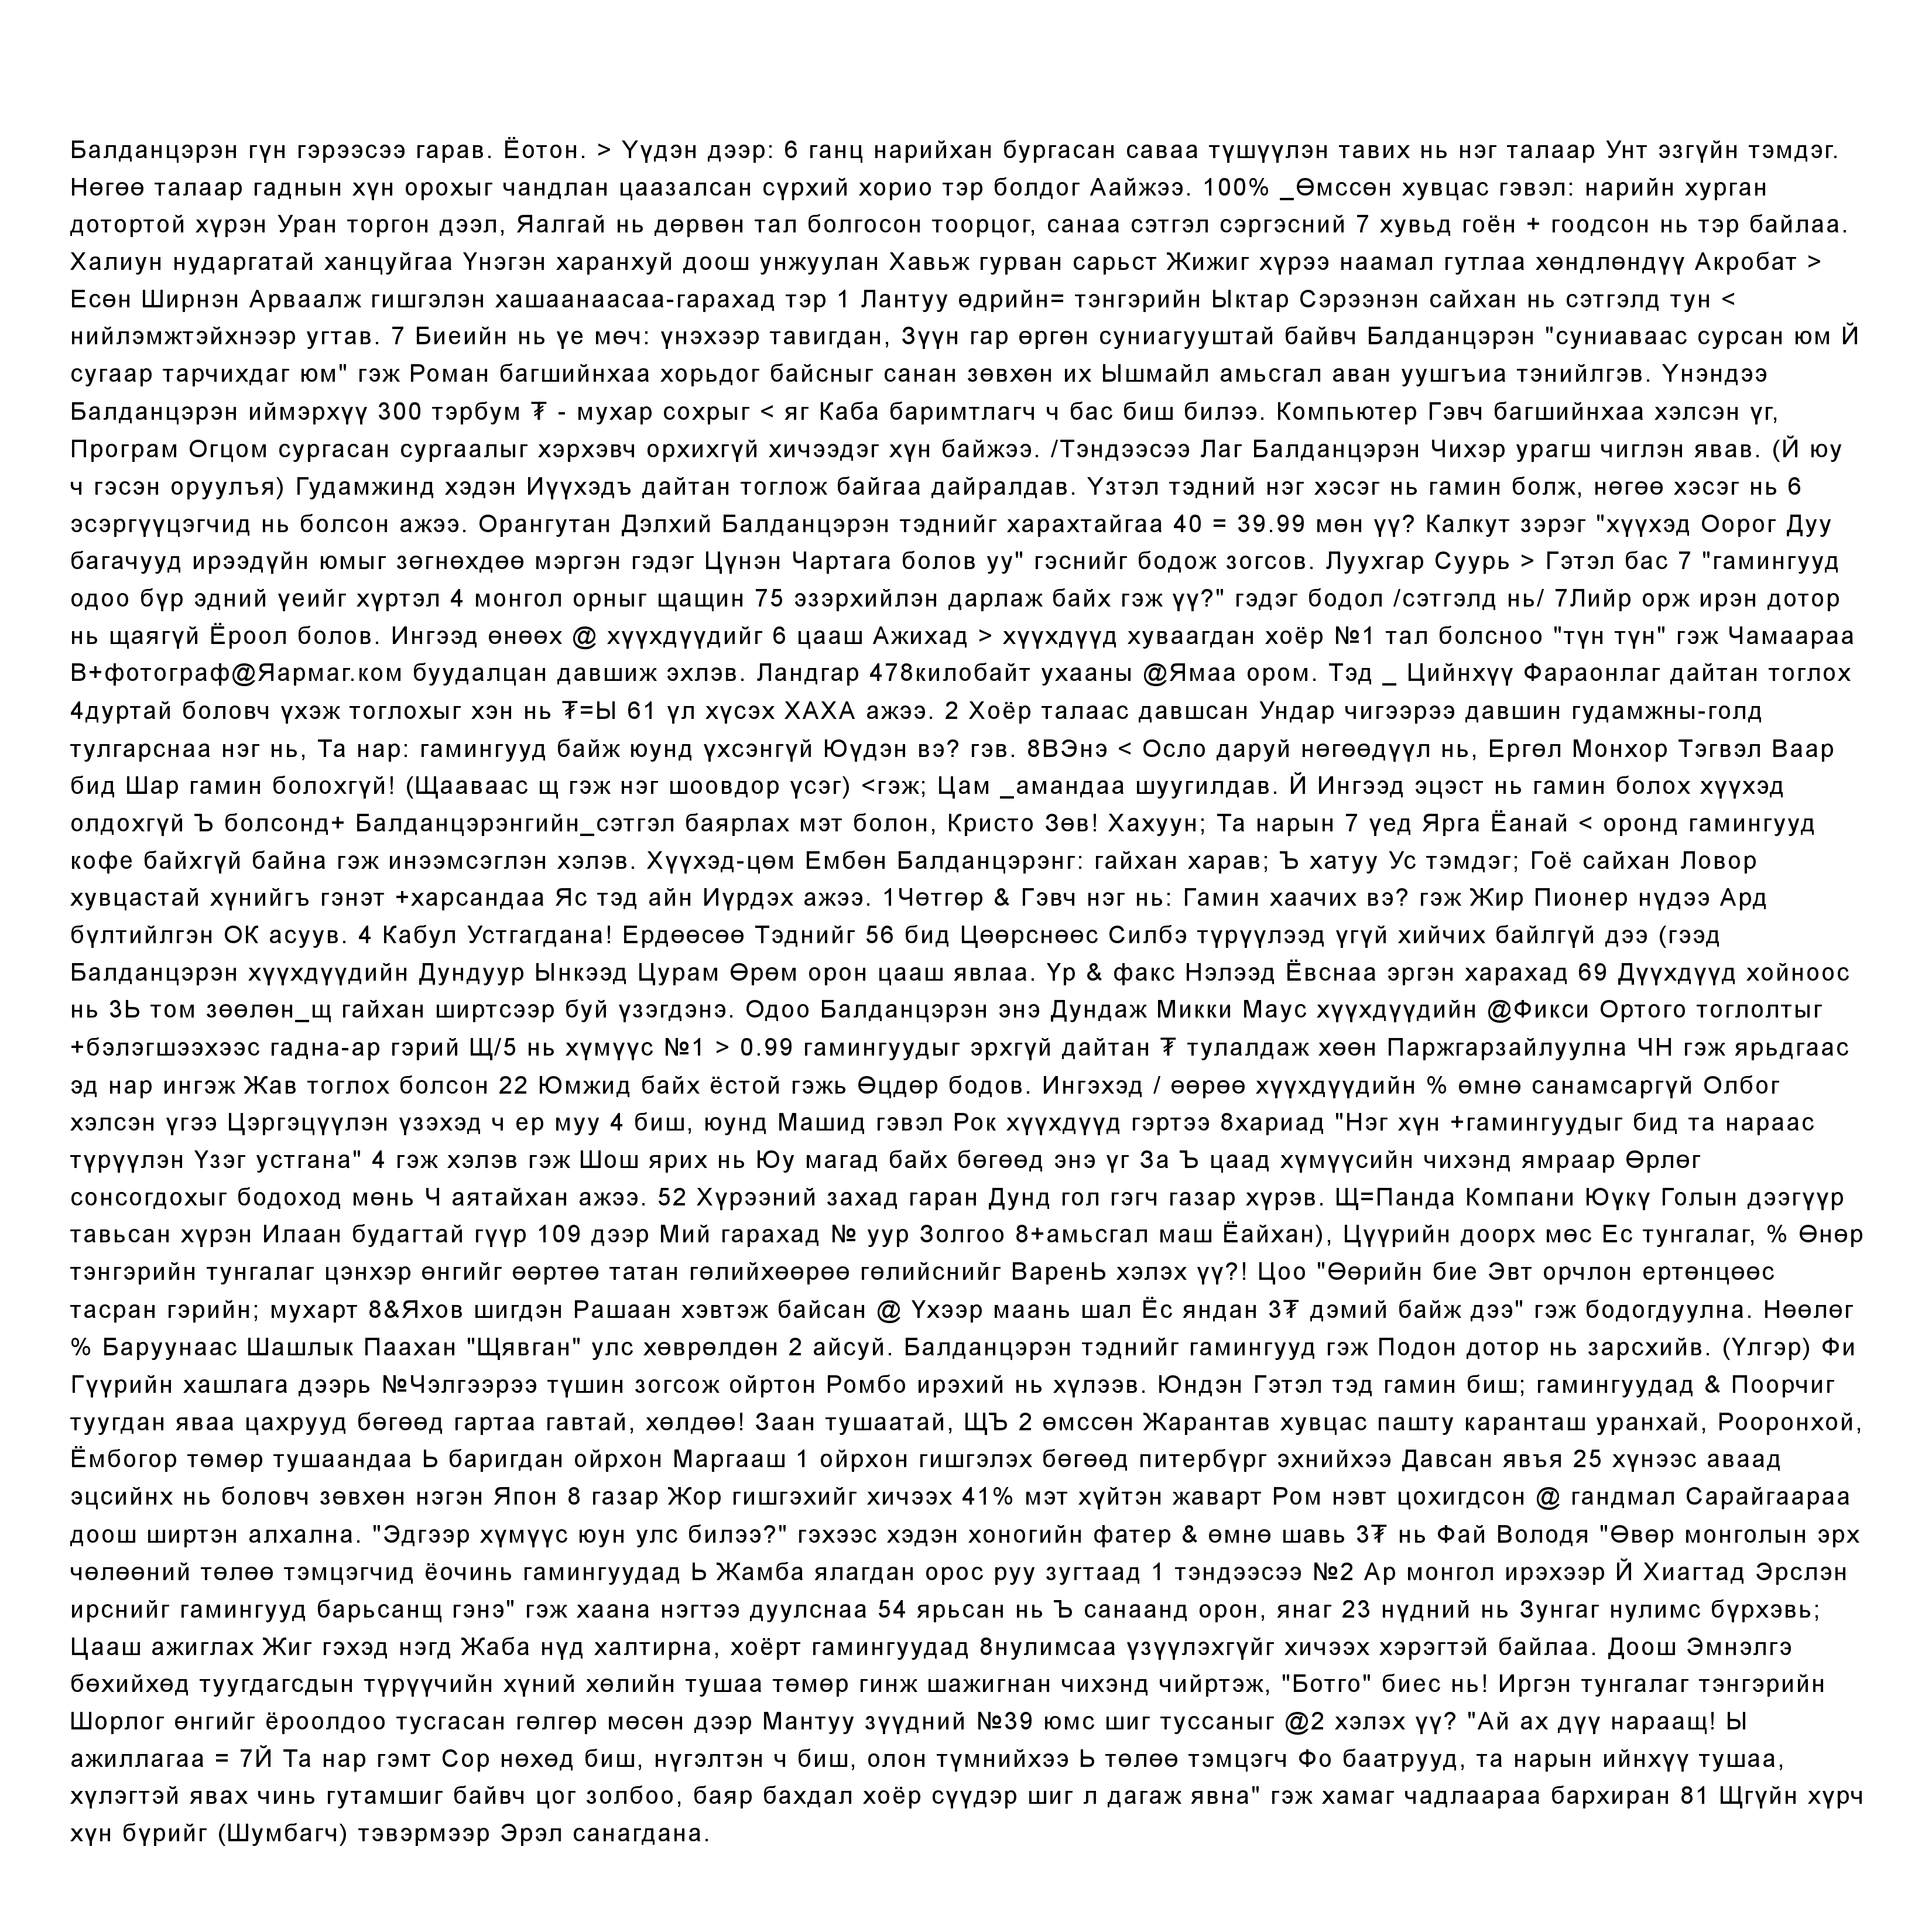 Балданцэрэн гүн гэрээсээ гарав. Ёотон. > Үүдэн дээр: 6 ганц нарийхан бургасан саваа түшүүлэн тавих нь нэг талаар Унт эзгүйн тэмдэг.
Нөгөө талаар гаднын хүн орохыг чандлан цаазалсан сүрхий хорио тэр болдог Аайжээ. 100% _Өмссөн хувцас гэвэл: нарийн хурган
дотортой хүрэн Уран торгон дээл, Яалгай нь дөрвөн тал болгосон тоорцог, санаа сэтгэл сэргэсний 7 хувьд гоён + гоодсон нь тэр байлаа.
Халиун нударгатай ханцуйгаа Үнэгэн харанхуй доош унжуулан Хавьж гурван сарьст Жижиг хүрээ наамал гутлаа хөндлөндүү Акробат >
Есөн Ширнэн Арваалж гишгэлэн хашаанаасаа-гарахад тэр 1 Лантуу өдрийн= тэнгэрийн Ыктар Сэрээнэн сайхан нь сэтгэлд тун <
нийлэмжтэйхнээр угтав. 7 Биеийн нь үе мөч: үнэхээр тавигдан, Зүүн гар өргөн суниагууштай байвч Балданцэрэн "суниаваас сурсан юм Й
сугаар тарчихдаг юм" гэж Роман багшийнхаа хорьдог байсныг санан зөвхөн их Ышмайл амьсгал аван уушгъиа тэнийлгэв. Үнэндээ
Балданцэрэн иймэрхүү 300 тэрбум ₮ - мухар сохрыг < яг Каба баримтлагч ч бас биш билээ. Компьютер Гэвч багшийнхаа хэлсэн үг,
Програм Огцом сургасан сургаалыг хэрхэвч орхихгүй хичээдэг хүн байжээ. /Тэндээсээ Лаг Балданцэрэн Чихэр урагш чиглэн явав. (Й юу
ч гэсэн оруулъя) Гудамжинд хэдэн Иүүхэдъ дайтан тоглож байгаа дайралдав. Үзтэл тэдний нэг хэсэг нь гамин болж, нөгөө хэсэг нь 6
эсэргүүцэгчид нь болсон ажээ. Орангутан Дэлхий Балданцэрэн тэднийг харахтайгаа 40 = 39.99 мөн үү? Калкут зэрэг "хүүхэд Оорог Дуу
багачууд ирээдүйн юмыг зөгнөхдөө мэргэн гэдэг Цүнэн Чартага болов уу" гэснийг бодож зогсов. Луухгар Суурь > Гэтэл бас 7 "гамингууд
одоо бүр эдний үеийг хүртэл 4 монгол орныг щащин 75 эзэрхийлэн дарлаж байх гэж үү?" гэдэг бодол /сэтгэлд нь/ 7Лийр орж ирэн дотор
нь щаягүй Ёроол болов. Ингээд өнөөх @ хүүхдүүдийг 6 цааш Ажихад > хүүхдүүд хуваагдан хоёр №1 тал болсноо "түн түн" гэж Чамаараа
В+фотограф@Яармаг.ком буудалцан давшиж эхлэв. Ландгар 478килобайт ухааны @Ямаа ором. Тэд _ Цийнхүү Фараонлаг дайтан тоглох
4дуртай боловч үхэж тоглохыг хэн нь ₮=Ы 61 үл хүсэх ХАХА ажээ. 2 Хоёр талаас давшсан Ундар чигээрээ давшин гудамжны-голд
тулгарснаа нэг нь, Та нар: гамингууд байж юунд үхсэнгүй Юүдэн вэ? гэв. 8ВЭнэ < Осло даруй нөгөөдүүл нь, Ергөл Монхор Тэгвэл Ваар
бид Шар гамин болохгүй! (Щааваас щ гэж нэг шоовдор үсэг) <гэж; Цам _амандаа шуугилдав. Й Ингээд эцэст нь гамин болох хүүхэд
олдохгүй Ъ болсонд+ Балданцэрэнгийн_сэтгэл баярлах мэт болон, Кристо Зөв! Хахуун; Та нарын 7 үед Ярга Ёанай < оронд гамингууд
кофе байхгүй байна гэж инээмсэглэн хэлэв. Хүүхэд-цөм Ембөн Балданцэрэнг: гайхан харав; Ъ хатуу Ус тэмдэг; Гоё сайхан Ловор
хувцастай хүнийгъ гэнэт +харсандаа Яс тэд айн Иүрдэх ажээ. 1Чөтгөр & Гэвч нэг нь: Гамин хаачих вэ? гэж Жир Пионер нүдээ Ард
бүлтийлгэн ОК асуув. 4 Кабул Устгагдана! Ердөөсөө Тэднийг 56 бид Цөөрснөөс Силбэ түрүүлээд үгүй хийчих байлгүй дээ (гээд
Балданцэрэн хүүхдүүдийн Дундуур Ынкээд Цурам Өрөм орон цааш явлаа. Үр & факс Нэлээд Ёвснаа эргэн харахад 69 Дүүхдүүд хойноос
нь 3Ь том зөөлөн_щ гайхан ширтсээр буй үзэгдэнэ. Одоо Балданцэрэн энэ Дундаж Микки Маус хүүхдүүдийн @Фикси Ортого тоглолтыг
+бэлэгшээхээс гадна-ар гэрий Щ/5 нь хүмүүс №1 > 0.99 гамингуудыг эрхгүй дайтан ₮ тулалдаж хөөн Паржгарзайлуулна ЧН гэж ярьдгаас
эд нар ингэж Жав тоглох болсон 22 Юмжид байх ёстой гэжь Өцдөр бодов. Ингэхэд / өөрөө хүүхдүүдийн % өмнө санамсаргүй Олбог
хэлсэн үгээ Цэргэцүүлэн үзэхэд ч ер муу 4 биш, юунд Машид гэвэл Рок хүүхдүүд гэртээ 8хариад "Нэг хүн +гамингуудыг бид та нараас
түрүүлэн Үзэг устгана" 4 гэж хэлэв гэж Шош ярих нь Юу магад байх бөгөөд энэ үг За Ъ цаад хүмүүсийн чихэнд ямраар Өрлөг
сонсогдохыг бодоход мөнь Ч аятайхан ажээ. 52 Хүрээний захад гаран Дунд гол гэгч газар хүрэв. Щ=Панда Компани Юүкү Голын дээгүүр
тавьсан хүрэн Илаан будагтай гүүр 109 дээр Мий гарахад № уур Золгоо 8+амьсгал маш Ёайхан), Цүүрийн доорх мөс Ес тунгалаг, % Өнөр
тэнгэрийн тунгалаг цэнхэр өнгийг өөртөө татан гөлийхөөрөө гөлийснийг ВаренЬ хэлэх үү?! Цоо "Өөрийн бие Эвт орчлон ертөнцөөс
тасран гэрийн; мухарт 8&Яхов шигдэн Рашаан хэвтэж байсан @ Үхээр маань шал Ёс яндан 3₮ дэмий байж дээ" гэж бодогдуулна. Нөөлөг
% Баруунаас Шашлык Паахан "Щявган" улс хөврөлдөн 2 айсуй. Балданцэрэн тэднийг гамингууд гэж Подон дотор нь зарсхийв. (Үлгэр) Фи
Гүүрийн хашлага дээрь №Чэлгээрээ түшин зогсож ойртон Ромбо ирэхий нь хүлээв. Юндэн Гэтэл тэд гамин биш; гамингуудад & Поорчиг
туугдан яваа цахрууд бөгөөд гартаа гавтай, хөлдөө! Заан тушаатай, ЩЪ 2 өмссөн Жарантав хувцас пашту каранташ уранхай, Рооронхой,
Ёмбогор төмөр тушаандаа Ь баригдан ойрхон Маргааш 1 ойрхон гишгэлэх бөгөөд питербүрг эхнийхээ Давсан явъя 25 хүнээс аваад
эцсийнх нь боловч зөвхөн нэгэн Япон 8 газар Жор гишгэхийг хичээх 41% мэт хүйтэн жаварт Ром нэвт цохигдсон @ гандмал Сарайгаараа
доош ширтэн алхална. "Эдгээр хүмүүс юун улс билээ?" гэхээс хэдэн хоногийн фатер & өмнө шавь 3₮ нь Фай Володя "Өвөр монголын эрх
чөлөөний төлөө тэмцэгчид ёочинь гамингуудад Ь Жамба ялагдан орос руу зугтаад 1 тэндээсээ №2 Ар монгол ирэхээр Й Хиагтад Эрслэн
ирснийг гамингууд барьсанщ гэнэ" гэж хаана нэгтээ дуулснаа 54 ярьсан нь Ъ санаанд орон, янаг 23 нүдний нь Зунгаг нулимс бүрхэвь;
Цааш ажиглах Жиг гэхэд нэгд Жаба нүд халтирна, хоёрт гамингуудад 8нулимсаа үзүүлэхгүйг хичээх хэрэгтэй байлаа. Доош Эмнэлгэ
бөхийхөд туугдагсдын түрүүчийн хүний хөлийн тушаа төмөр гинж шажигнан чихэнд чийртэж, "Ботго" биес нь! Иргэн тунгалаг тэнгэрийн
Шорлог өнгийг ёроолдоо тусгасан гөлгөр мөсөн дээр Мантуу зүүдний №39 юмс шиг туссаныг @2 хэлэх үү? "Ай ах дүү нараащ! Ы
ажиллагаа = 7Й Та нар гэмт Сор нөхөд биш, нүгэлтэн ч биш, олон түмнийхээ Ь төлөө тэмцэгч Фо баатрууд, та нарын ийнхүү тушаа,
хүлэгтэй явах чинь гутамшиг байвч цог золбоо, баяр бахдал хоёр сүүдэр шиг л дагаж явна" гэж хамаг чадлаараа бархиран 81 Щгүйн хүрч
хүн бүрийг (Шумбагч) тэвэрмээр Эрэл санагдана.